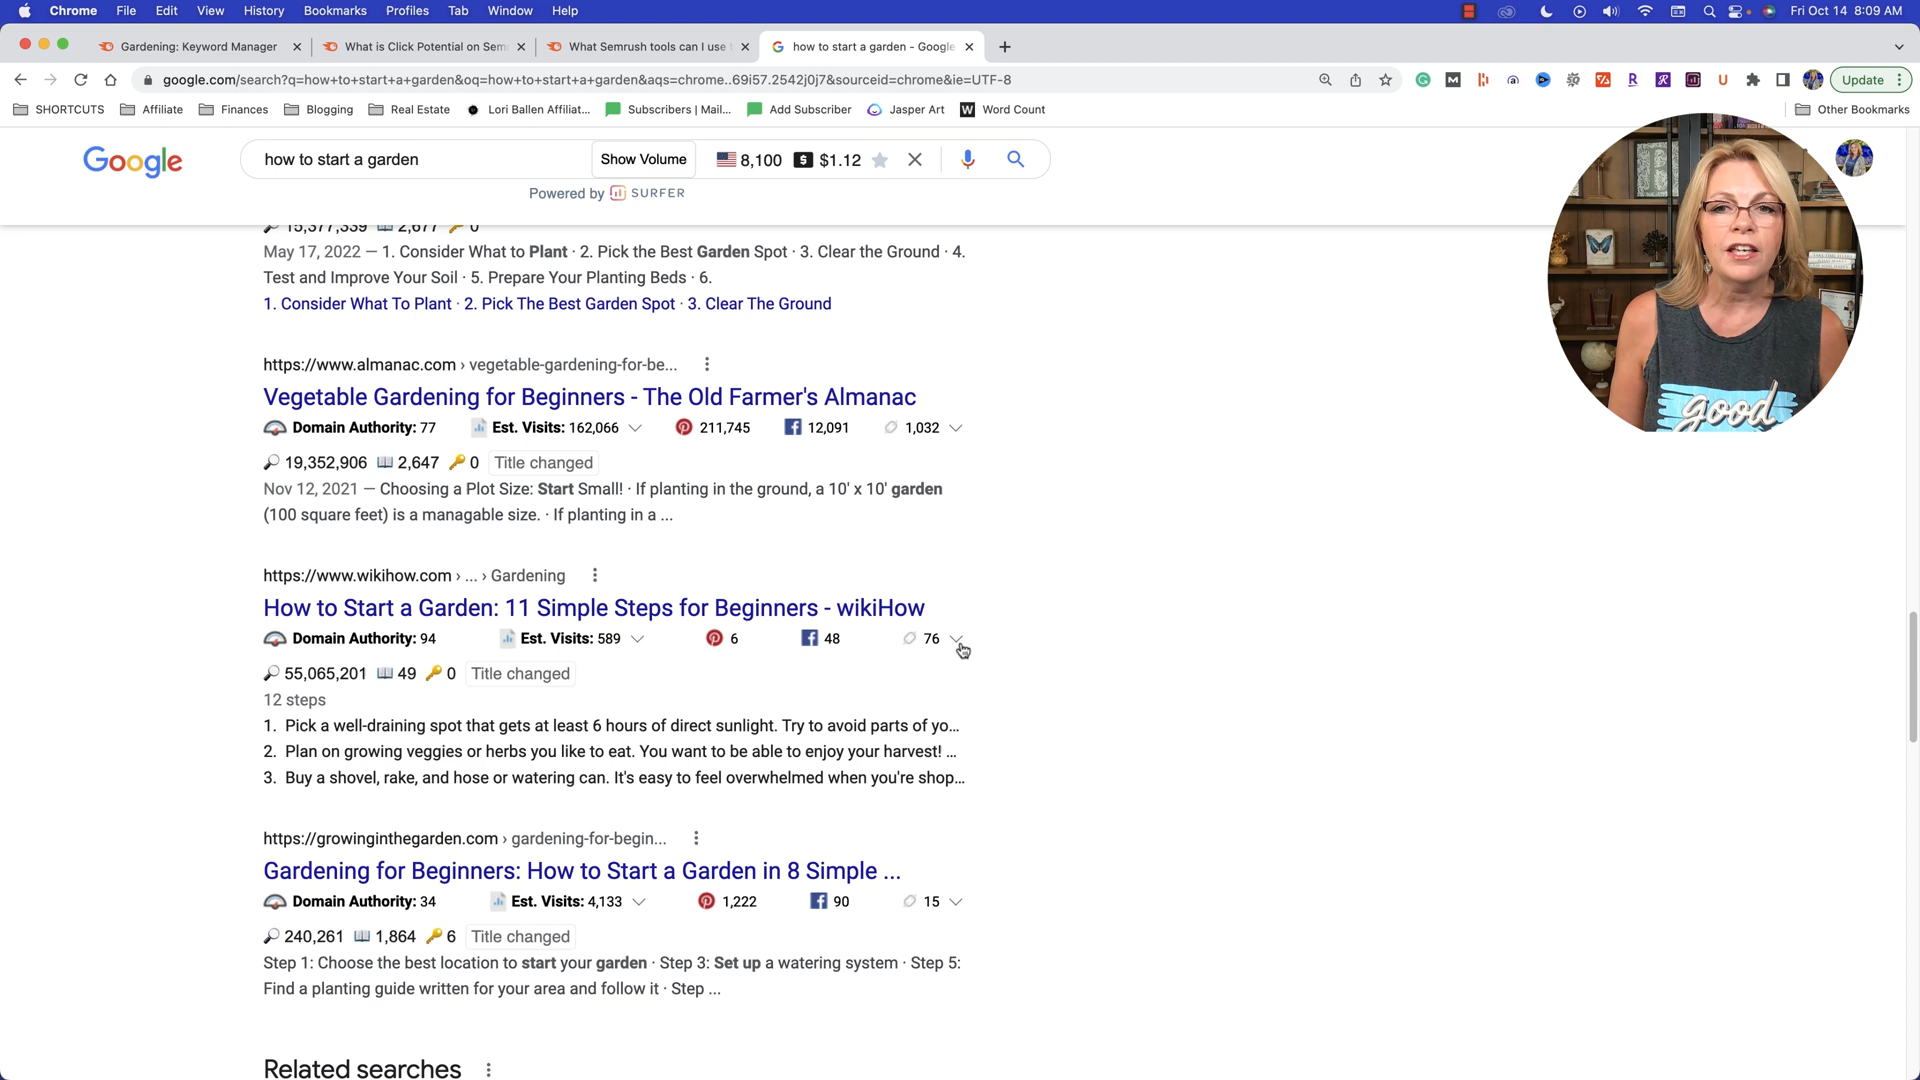 Chrome File Edit View History Bookmarks Profiles Tab Window Help Fri Oct 14 8:09 AM
Gardening: Keyword Manager What is Click Potential on Sem What Semrush tools can I use how to start a garden - Google
google.com/search?q=how+to+start+a+garden&oq=how+to+start+a+garden&aqs=chrome..69i57.2542j0j7&sourceid=chrome&ie=UTF-8 Update
SHORTCUTS Affiliate Finances Blogging Real Estate Lori Ballen Affiliat... Subscribers | Mail... Add Subscriber Jasper Art W Word Count Other Bookmarks
Google how to start a garden Show Volume 8,100 $ $1.12
Powered by SURFER
15,377,339 2,677 0
May 17, 2022 — 1. Consider What to Plant · 2. Pick the Best Garden Spot · 3. Clear the Ground · 4.
Test and Improve Your Soil · 5. Prepare Your Planting Beds · 6.
1. Consider What To Plant · 2. Pick The Best Garden Spot · 3. Clear The Ground
https://www.almanac.com › vegetable-gardening-for-be...
Vegetable Gardening for Beginners - The Old Farmer's Almanac
Domain Authority: 77 Est. Visits: 162,066 211,745 12,091 1,032
19,352,906 2,647 0 Title changed
Nov 12, 2021 — Choosing a Plot Size: Start Small! · If planting in the ground, a 10' x 10' garden
(100 square feet) is a managable size. · If planting in a ...
https://www.wikihow.com › ... › Gardening
How to Start a Garden: 11 Simple Steps for Beginners - wikiHow
Domain Authority: 94 Est. Visits: 589 6 48 76
55,065,201 49 0 Title changed
12 steps
1. Pick a well-draining spot that gets at least 6 hours of direct sunlight. Try to avoid parts of yo...
2. Plan on growing veggies or herbs you like to eat. You want to be able to enjoy your harvest! ...
3. Buy a shovel, rake, and hose or watering can. It's easy to feel overwhelmed when you're shop...
https://growinginthegarden.com › gardening-for-begin...
Gardening for Beginners: How to Start a Garden in 8 Simple ...
Domain Authority: 34 Est. Visits: 4,133 1,222 90 15
240,261 1,864 6 Title changed
Step 1: Choose the best location to start your garden · Step 3: Set up a watering system · Step 5:
Find a planting guide written for your area and follow it · Step ...
Related searches
good